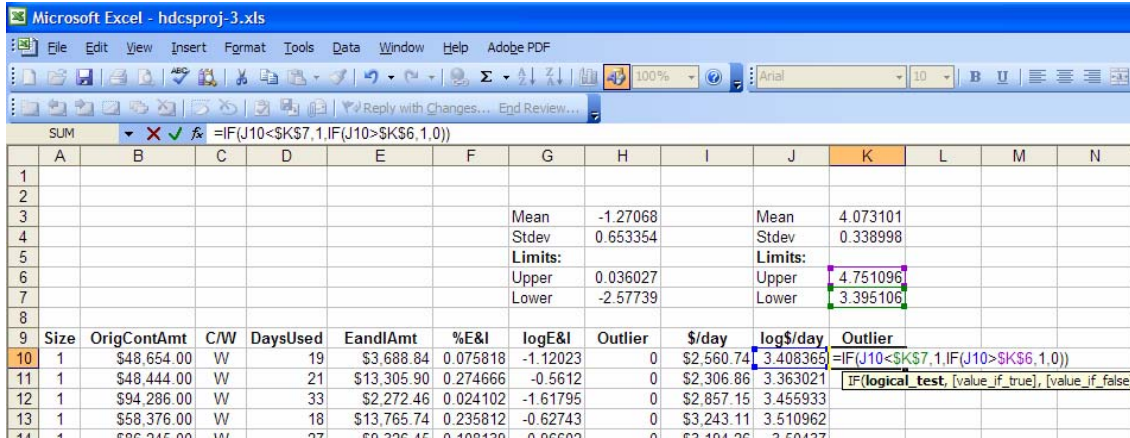 Microsoft Excel - hdcsproj-3.xls
File Edit View Insert Format Tools Data Window Help Adobe PDF
100% Arial 10 B U
Reply with Changes... End Review...
SUM fx =IF(J10<$K$7,1,IF(J10>$K$6,1,0))
A B C D E F G H I J K L M N
1
2
3 Mean -1.27068 Mean 4.073101
4 Stdev 0.653354 Stdev 0.338998
5 Limits: Limits:
6 Upper 0.036027 Upper 4.751096
7 Lower -2.57739 Lower 3.395106
8
9 Size OrigContAmt C/W DaysUsed EandIAmt %E&I logE&I Outlier $/day log$/day Outlier
10 1 $48,654.00 W 19 $3,688.84 0.075818 -1.12023 0 $2,560.74 3.408365 =IF(J10<$K$7,1,IF(J10>$K$6,1,0))
11 1 $48,444.00 W 21 $13,305.90 0.274666 -0.5612 0 $2,306.86 3.363021 IF(logical_test, [value_if_true], [value_if_false
12 1 $94,286.00 W 33 $2,272.46 0.024102 -1.61795 0 $2,857.15 3.455933
13 1 $58,376.00 W 18 $13,765.74 0.235812 -0.62743 0 $3,243.11 3.510962